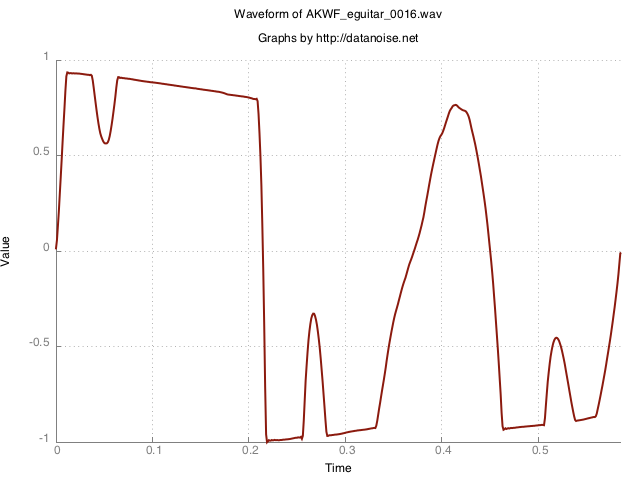 Waveform of AKWF_eguitar_0016.wav
Graphs by http://datanoise.net
1
0.5
0
-0.5
-1
Value
0
0.1
0.2
0.3
0.4
0.5
Time